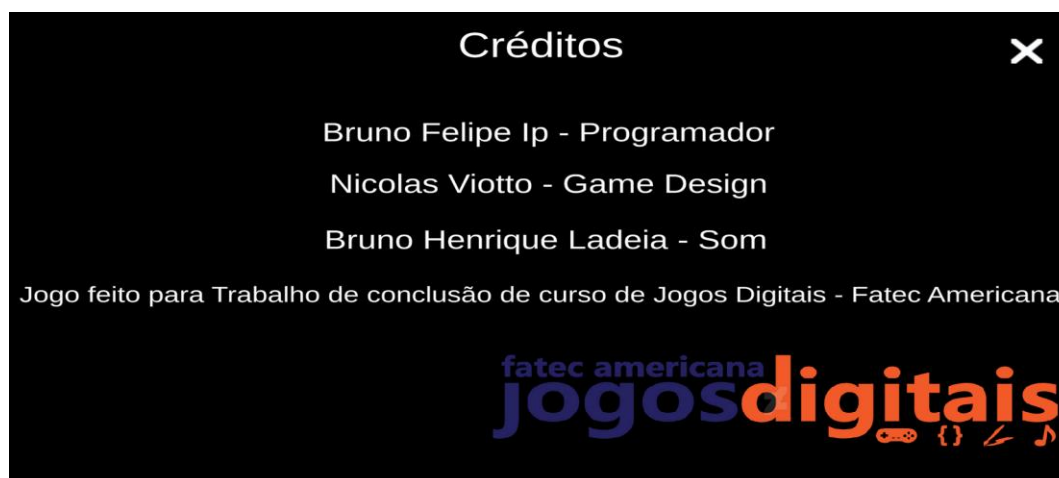 Créditos
Bruno Felipe Ip - Programador
Nicolas Viotto - Game Design
Bruno Henrique Ladeia - Som
Jogo feito para Trabalho de conclusão de curso de Jogos Digitais - Fatec Americana
fatec americana
jogosdigitais
{}